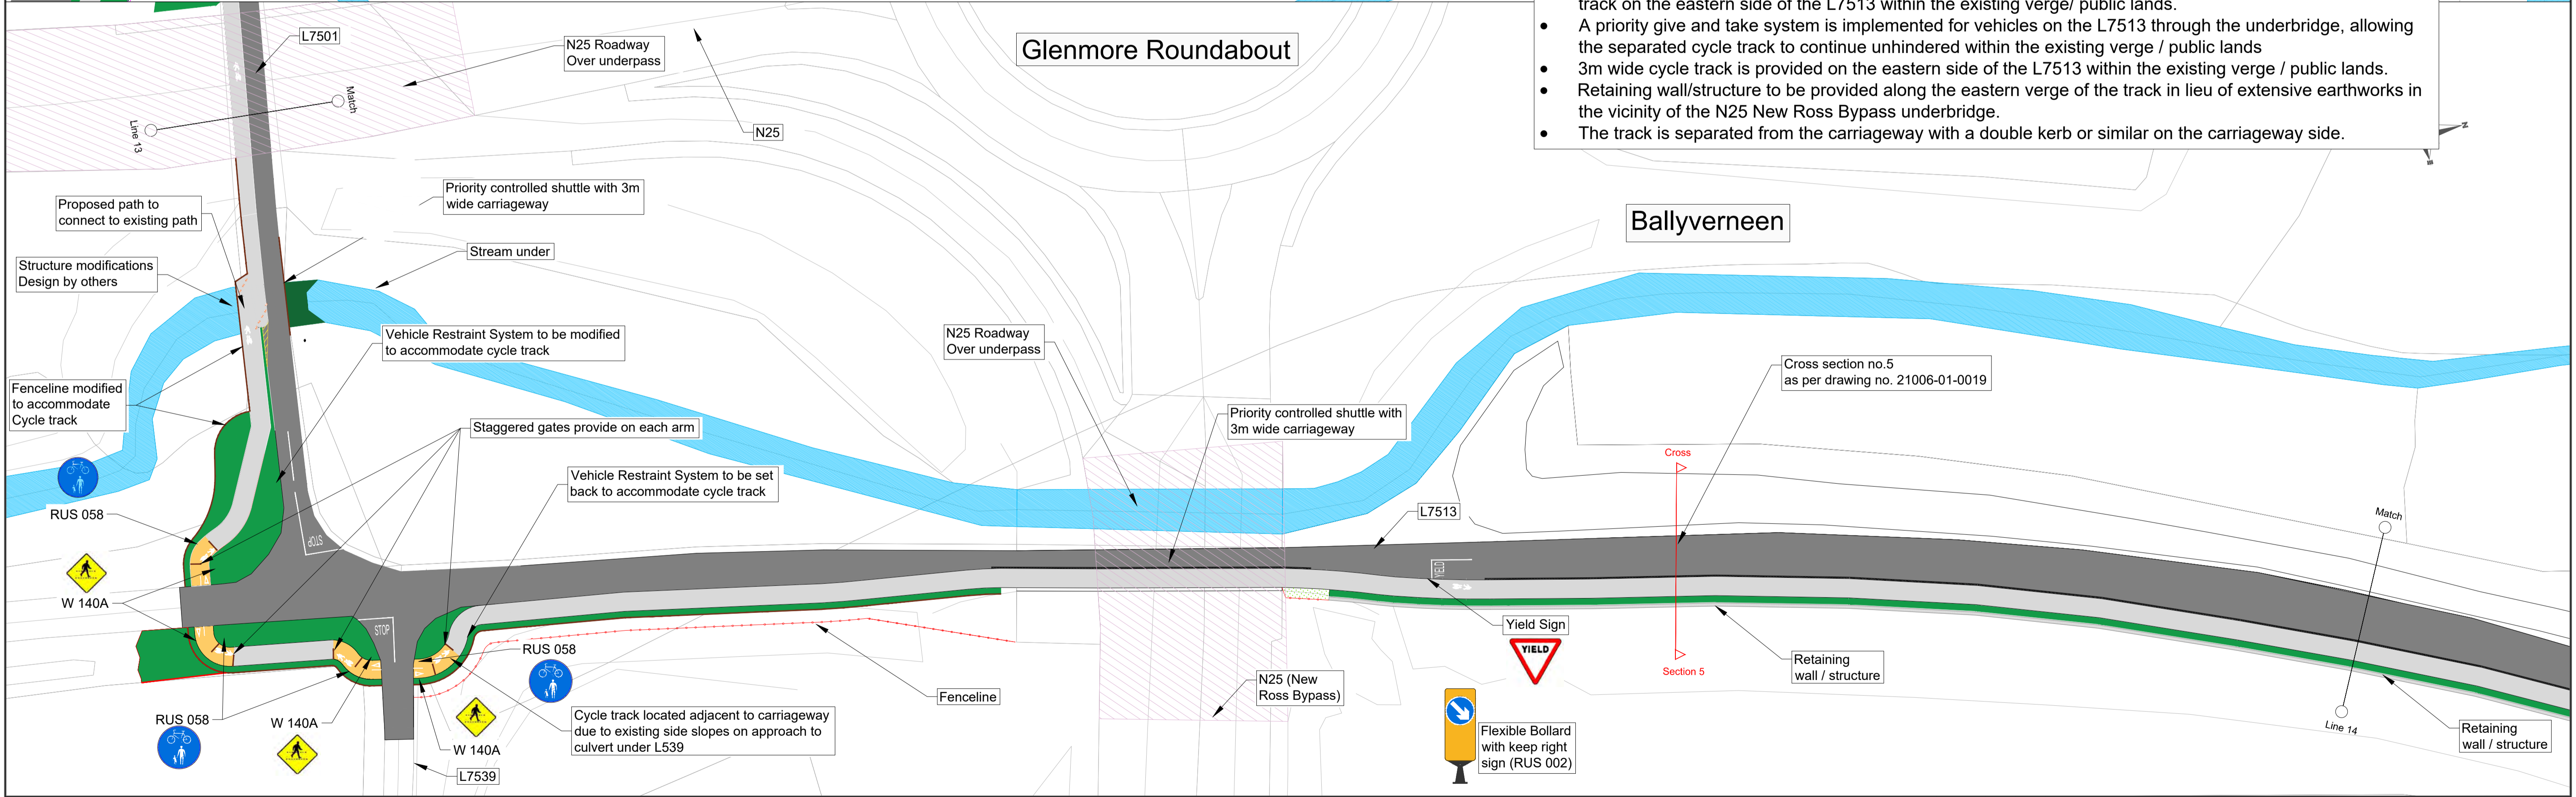 track on the eastern side of the L7513 within the existing verge/ public lands.
• A priority give and take system is implemented for vehicles on the L7513 through the underbridge, allowing
the separated cycle track to continue unhindered within the existing verge / public lands
• 3m wide cycle track is provided on the eastern side of the L7513 within the existing verge / public lands.
• Retaining wall/structure to be provided along the eastern verge of the track in lieu of extensive earthworks in
the vicinity of the N25 New Ross Bypass underbridge.
• The track is separated from the carriageway with a double kerb or similar on the carriageway side.
L7501
N25 Roadway
Over underpass
Glenmore Roundabout
Match
Line 13
N25
N
Priority controlled shuttle with 3m
wide carriageway
Proposed path to
connect to existing path
Ballyverneen
Stream under
Structure modifications
Design by others
Vehicle Restraint System to be modified
to accommodate cycle track
N25 Roadway
Over underpass
Cross section no.5
as per drawing no. 21006-01-0019
Fenceline modified
to accommodate
Cycle track
Staggered gates provide on each arm
Priority controlled shuttle with
3m wide carriageway
Cross
Vehicle Restraint System to be set
back to accommodate cycle track
RUS 058
L7513
Match
STOP
YIELD
W 140A
STOP
Yield Sign
YIELD
RUS 058
Retaining
wall / structure
Section 5
N25 (New
Ross Bypass)
Fenceline
RUS 058
W 140A
W 140A
Cycle track located adjacent to carriageway
due to existing side slopes on approach to
culvert under L539
L7539
Flexible Bollard
with keep right
sign (RUS 002)
Line 14
Retaining
wall / structure